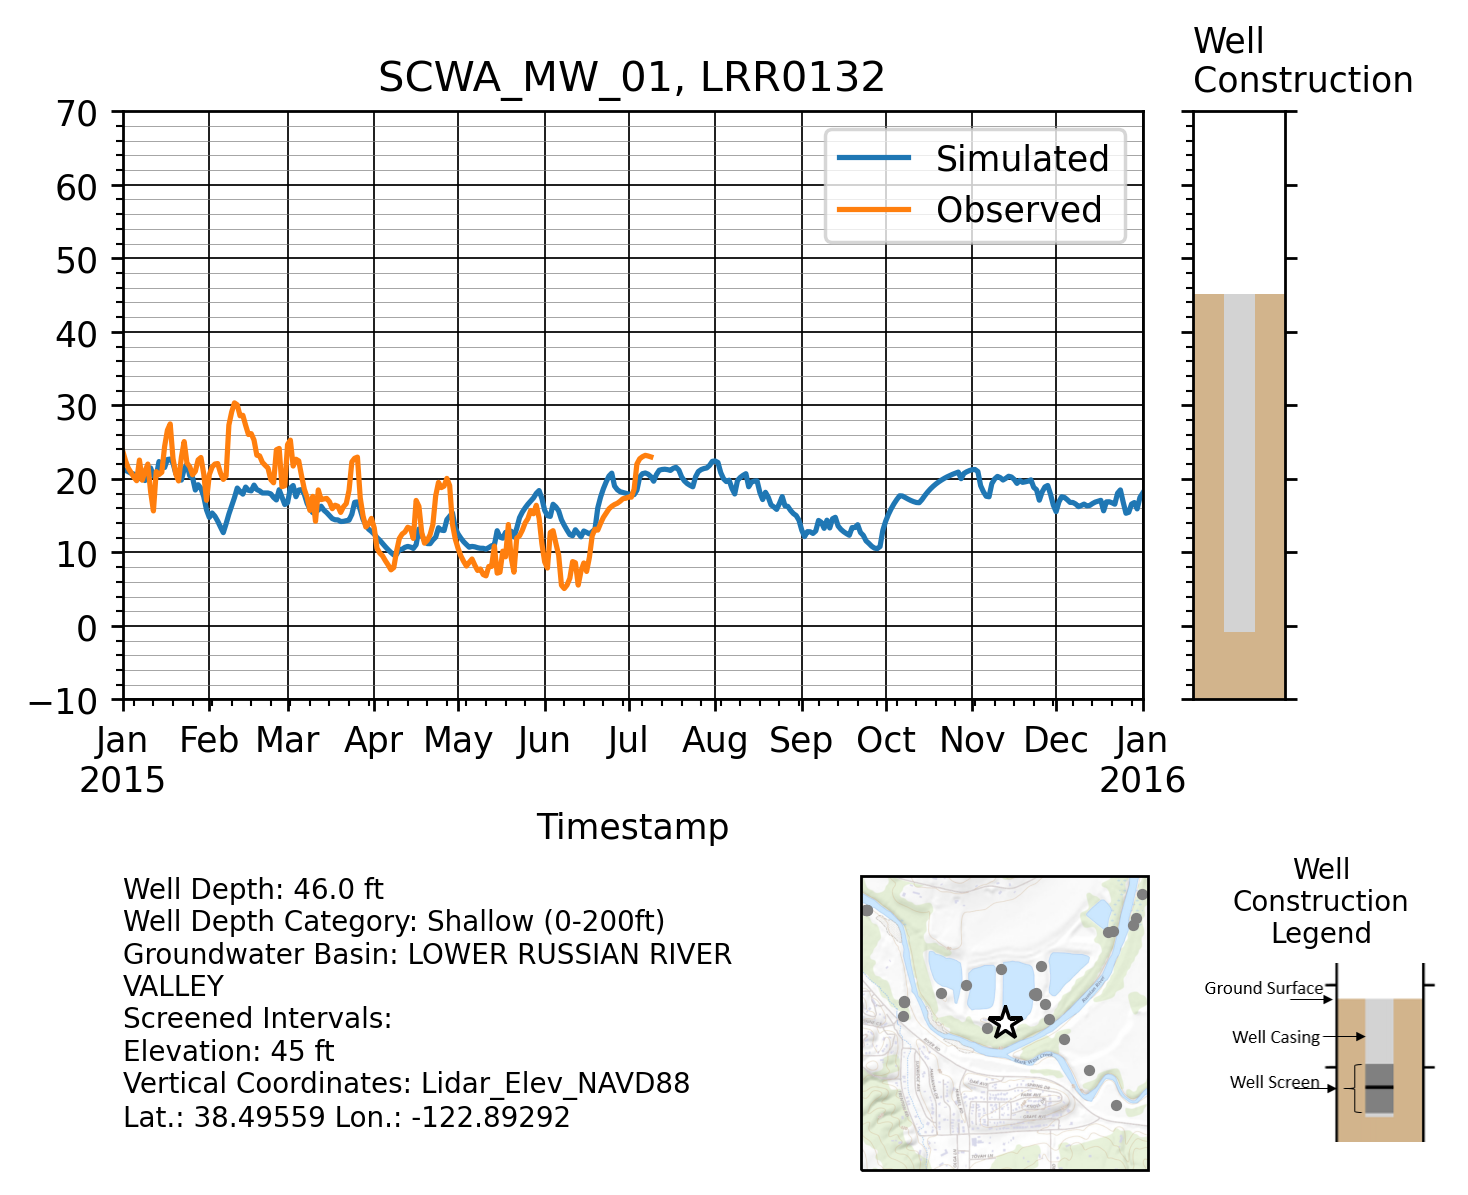 Well
Construction
SCWA_MW_01, LRR0132
70
60
50
40
30
20
10
0
−10
Simulated
Observed
Jan Feb Mar Apr May Jun Jul Aug Sep Oct Nov Dec Jan
2015 2016
Timestamp
Well Depth: 46.0 ft
Well Depth Category: Shallow (0-200ft)
Groundwater Basin: LOWER RUSSIAN RIVER
VALLEY
Screened Intervals:
Elevation: 45 ft
Vertical Coordinates: Lidar_Elev_NAVD88
Lat.: 38.49559 Lon.: -122.89292
Well
Construction
Legend
Ground Surface
Well Casing
Well Screen